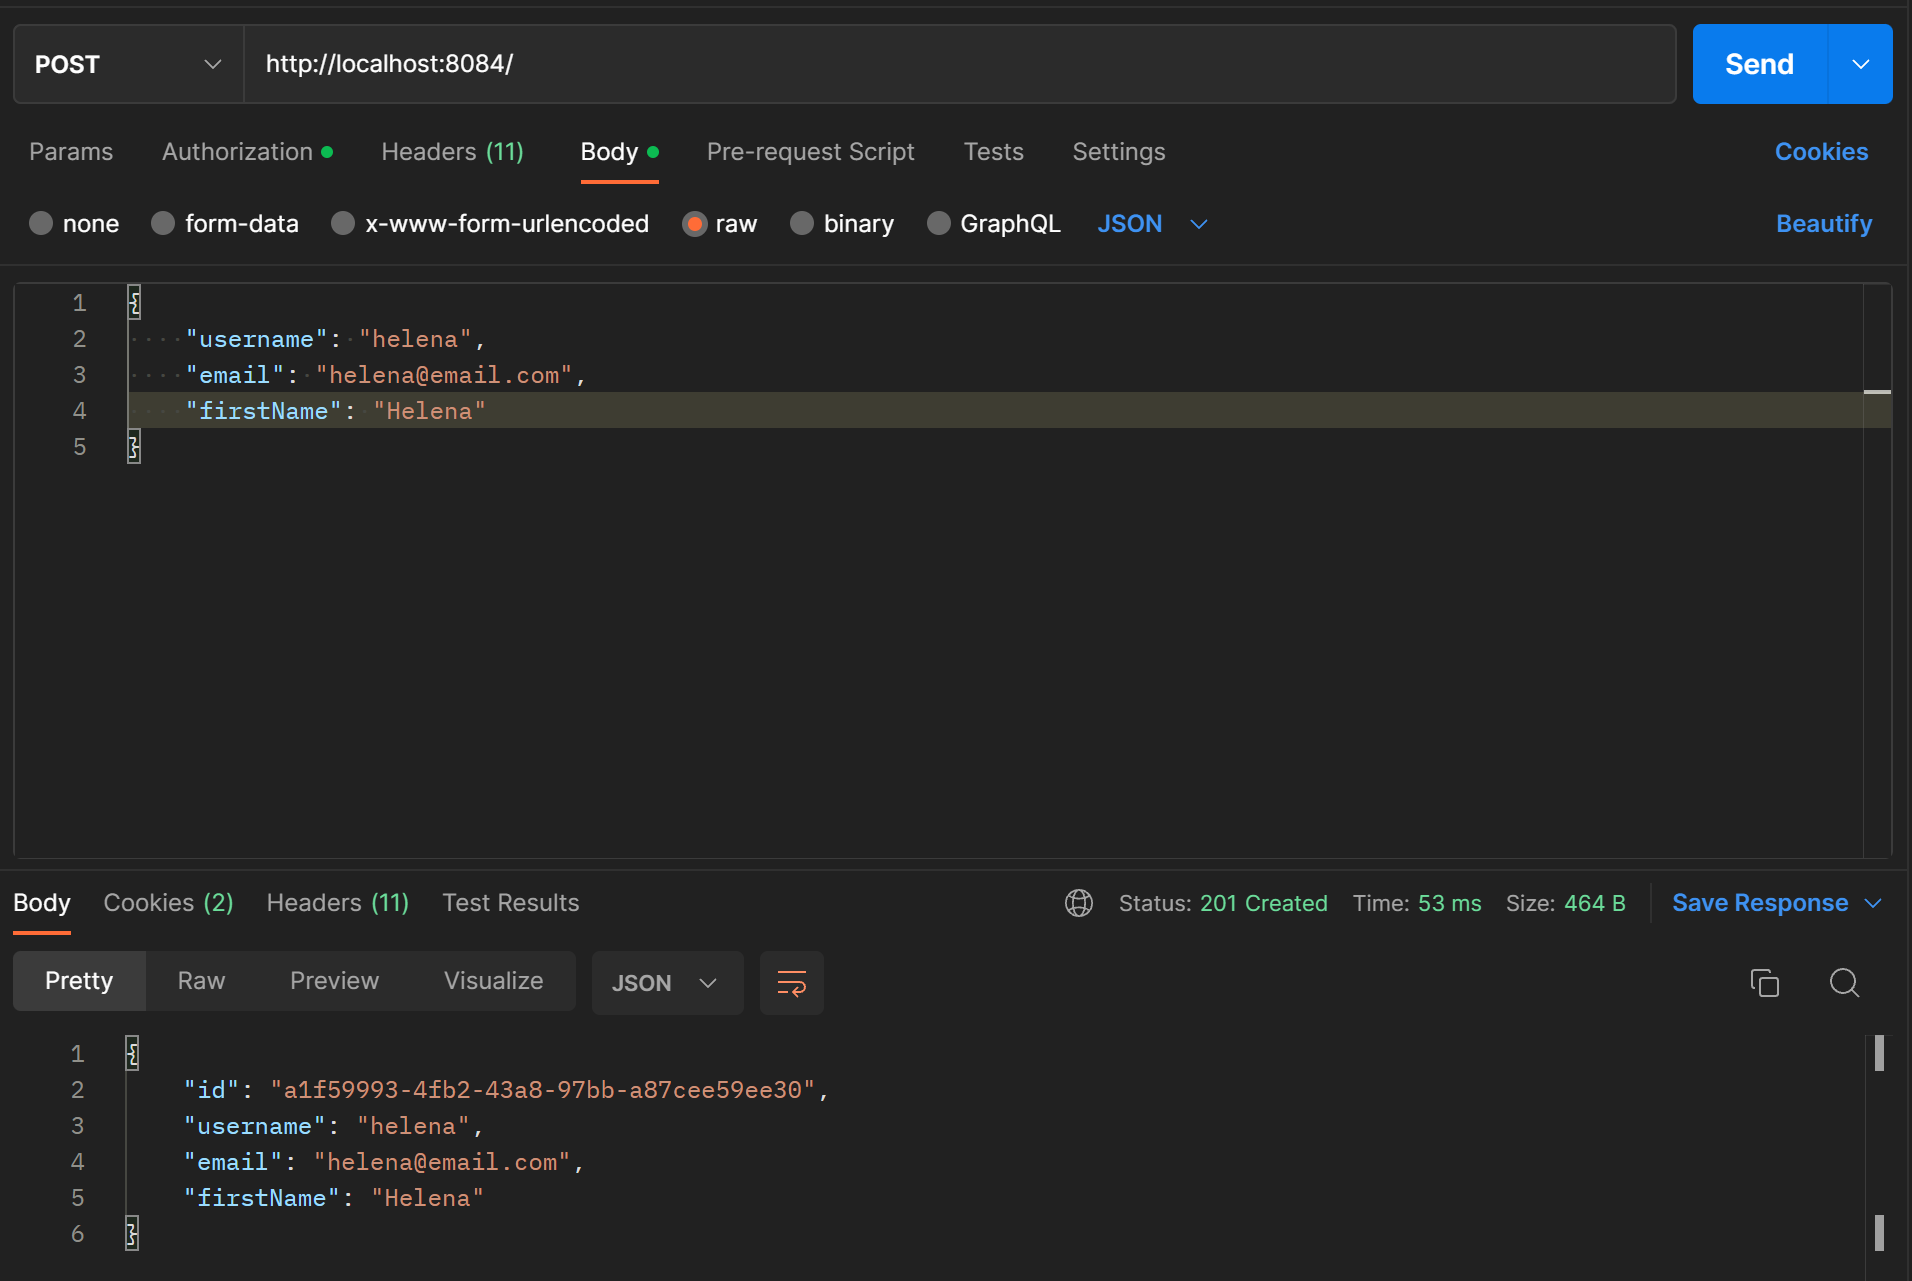 POST http://localhost:8084/ Send
Params Authorization Headers (11) Body Pre-request Script Tests Settings Cookies
none form-data x-www-form-urlencoded raw binary GraphQL JSON Beautify
1 {
2 "username": "helena",
3 "email": "helena@email.com",
4 "firstName": "Helena"
5 }
Body Cookies (2) Headers (11) Test Results Status: 201 Created Time: 53 ms Size: 464 B Save Response
Pretty Raw Preview Visualize JSON
1 {
2 "id": "a1f59993-4fb2-43a8-97bb-a87cee59ee30",
3 "username": "helena",
4 "email": "helena@email.com",
5 "firstName": "Helena"
6 }